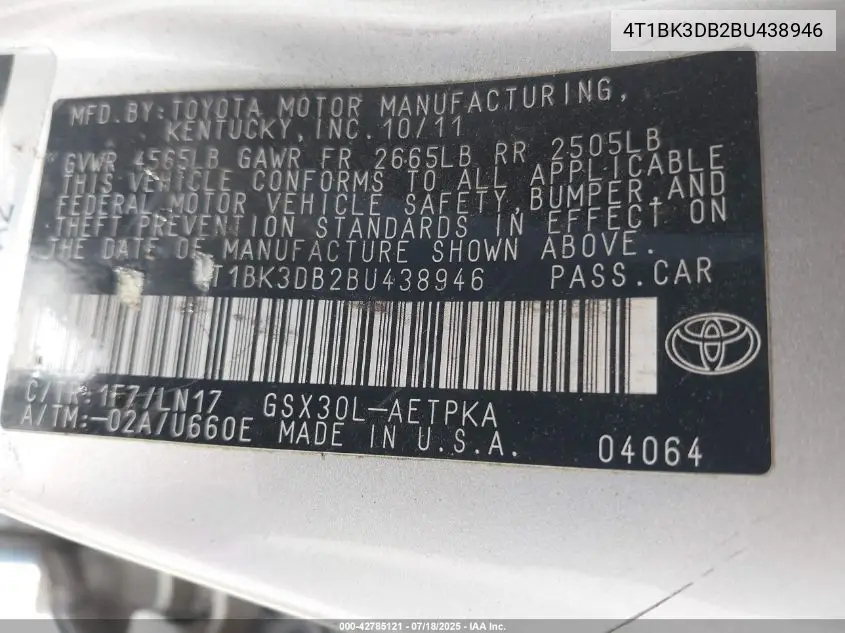 4T1BK3DB2BU438946
MFD. BY: TOYOTA MOTOR MANUFACTURING,
KENTUCKY, INC. 10/11
GVWR 4565LB GAWR FR 2665LB RR 2505LB
THIS VEHICLE CONFORMS TO ALL APPLICABLE
FEDERAL MOTOR VEHICLE SAFETY, BUMPER, AND
THEFT PREVENTION STANDARDS IN EFFECT ON
THE DATE OF MANUFACTURE SHOWN ABOVE.
4T1BK3DB2BU438946 PASS. CAR
C/TR: 1F7/LN17 GSX30L-AETPKA
A/TM: -02A/U660E MADE IN U.S.A. 04064
000-42785121 - 07/18/2025 - IAA Inc.